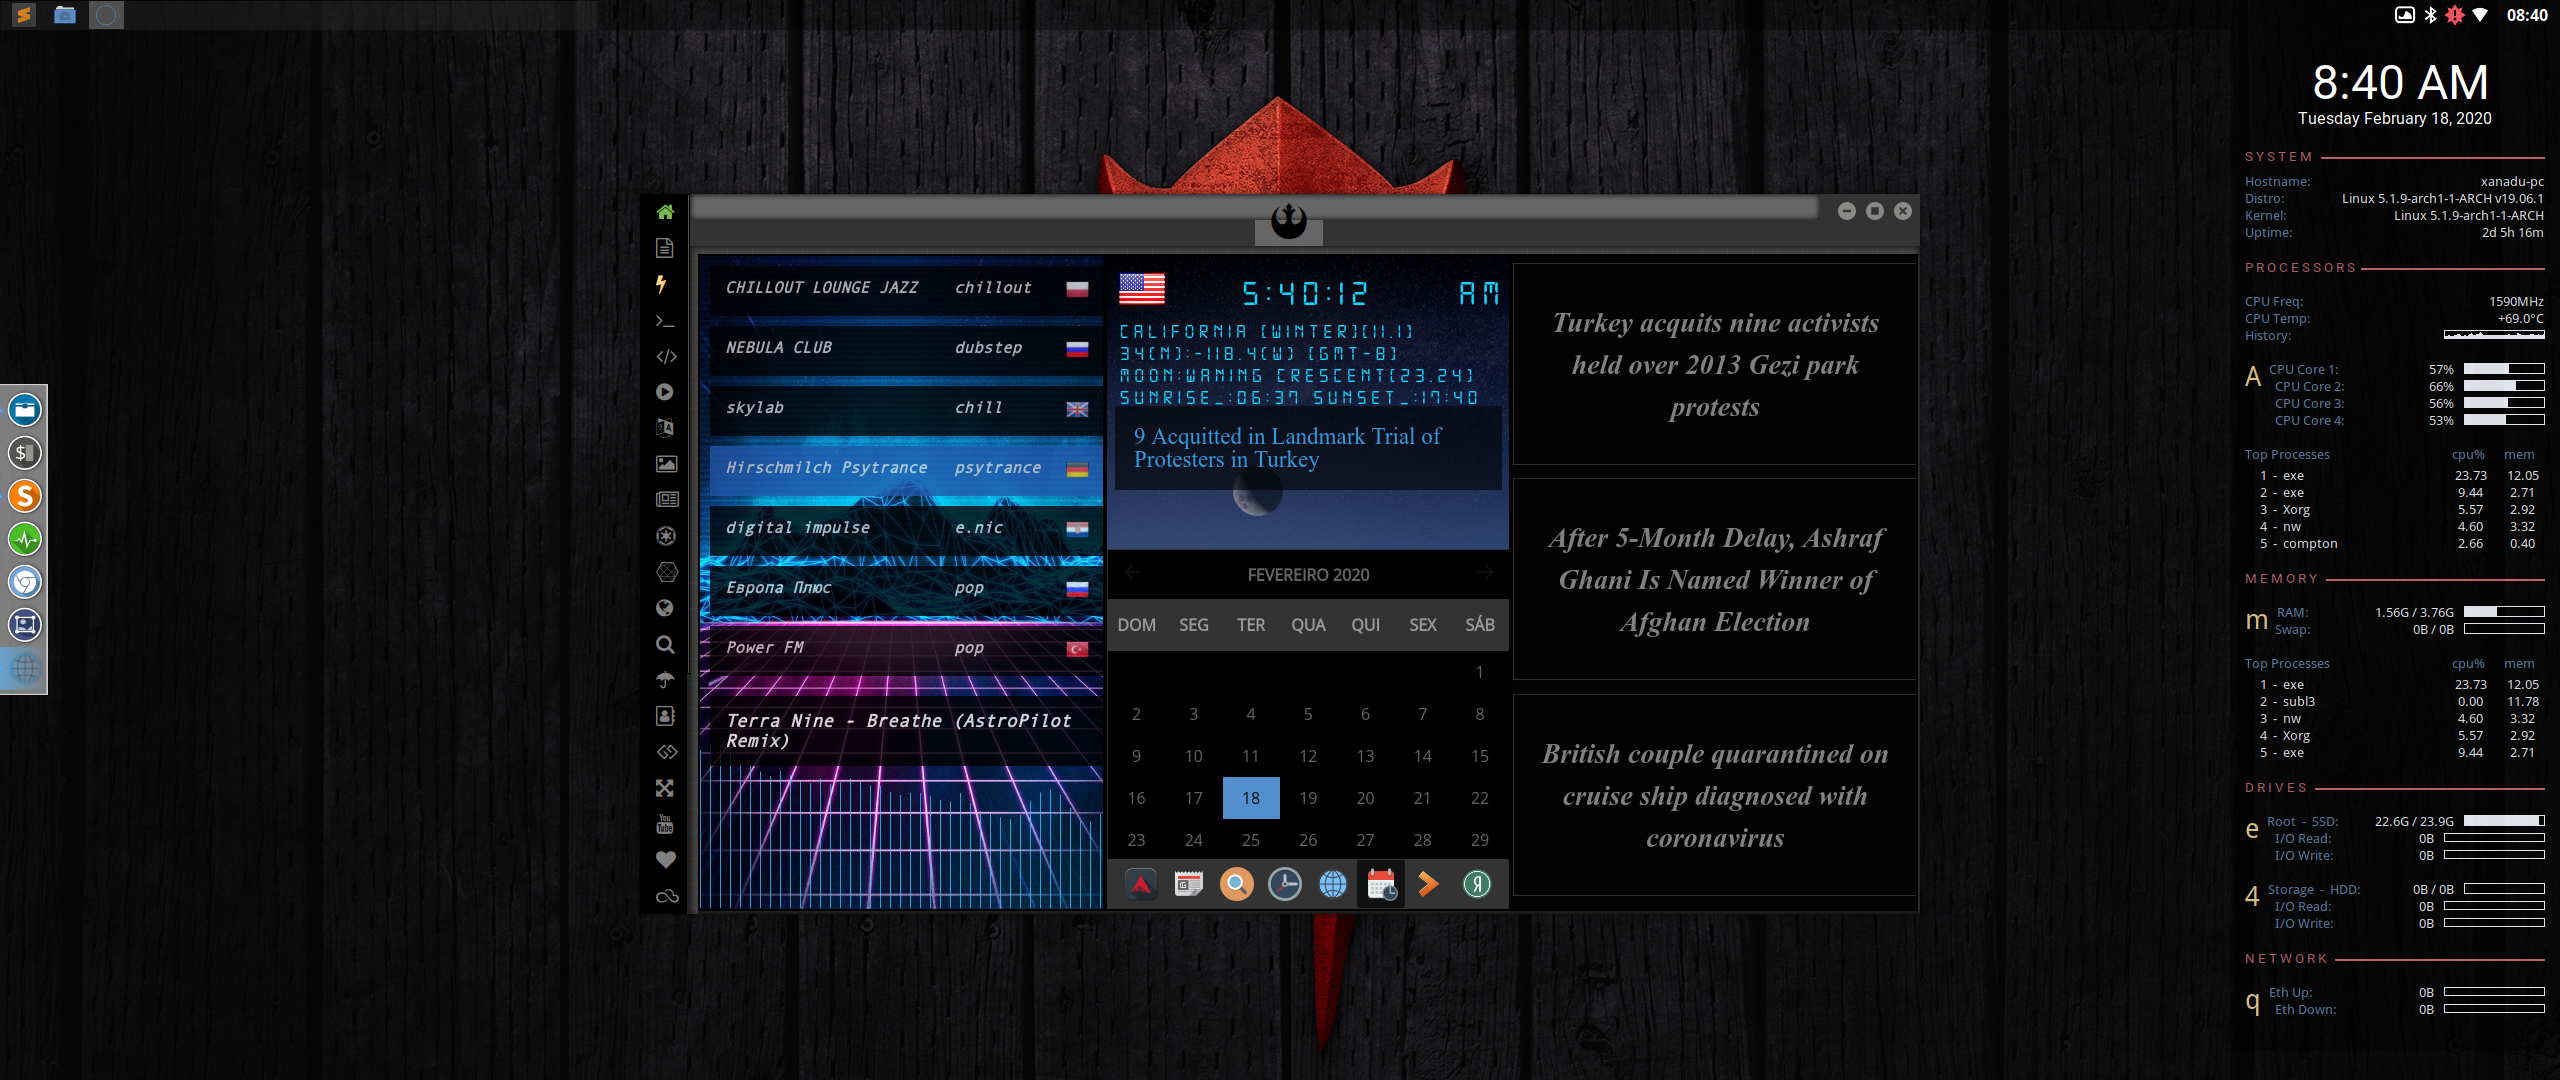 08:40
8:40 AM
Tuesday February 18, 2020
SYSTEM
Hostname: xanadu-pc
Distro: Linux 5.1.9-arch1-1-ARCH v19.06.1
Kernel: Linux 5.1.9-arch1-1-ARCH
Uptime: 2d 5h 16m
PROCESSORS
CPU Freq: 1590MHz
CPU Temp: +69.0°C
History:
A CPU Core 1: 57%
CPU Core 2: 66%
CPU Core 3: 56%
CPU Core 4: 53%
Top Processes cpu% mem
1 - exe 23.73 12.05
2 - exe 9.44 2.71
3 - Xorg 5.57 2.92
4 - nw 4.60 3.32
5 - compton 2.66 0.40
MEMORY
m RAM: 1.56G / 3.76G
Swap: 0B / 0B
Top Processes cpu% mem
1 - exe 23.73 12.05
2 - subl3 0.00 11.78
3 - nw 4.60 3.32
4 - Xorg 5.57 2.92
5 - exe 9.44 2.71
DRIVES
e Root - SSD: 22.6G / 23.9G
I/O Read: 0B
I/O Write: 0B
4 Storage - HDD: 0B / 0B
I/O Read: 0B
I/O Write: 0B
NETWORK
q Eth Up: 0B
Eth Down: 0B
CHILLOUT LOUNGE JAZZ chillout
NEBULA CLUB dubstep
skylab chill
Hirschmilch Psytrance psytrance
digital impulse e.nic
Европа Плюс pop
Power FM pop
Terra Nine - Breathe (AstroPilot
Remix)
5:40:12 AM
CALIFORNIA [WINTER][11.1]
34(N):-118.4(W) [GMT-8]
MOON:WANING CRESCENT[23.24]
SUNRISE_:06:37 SUNSET_:17:40
9 Acquitted in Landmark Trial of
Protesters in Turkey
FEVEREIRO 2020
DOM SEG TER QUA QUI SEX SÁB
1
2 3 4 5 6 7 8
9 10 11 12 13 14 15
16 17 18 19 20 21 22
23 24 25 26 27 28 29
Turkey acquits nine activists
held over 2013 Gezi park
protests
After 5-Month Delay, Ashraf
Ghani Is Named Winner of
Afghan Election
British couple quarantined on
cruise ship diagnosed with
coronavirus
You
Tube